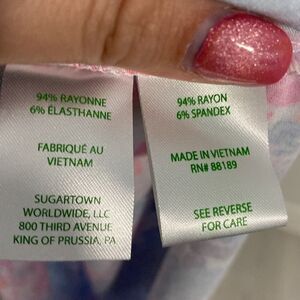 94% RAYONNE
6% ÉLASTHANNE
FABRIQUÉ AU
VIETNAM
SUGARTOWN
WORLDWIDE, LLC
800 THIRD AVENUE
KING OF PRUSSIA, PA
94% RAYON
6% SPANDEX
MADE IN VIETNAM
RN# 88189
SEE REVERSE
FOR CARE